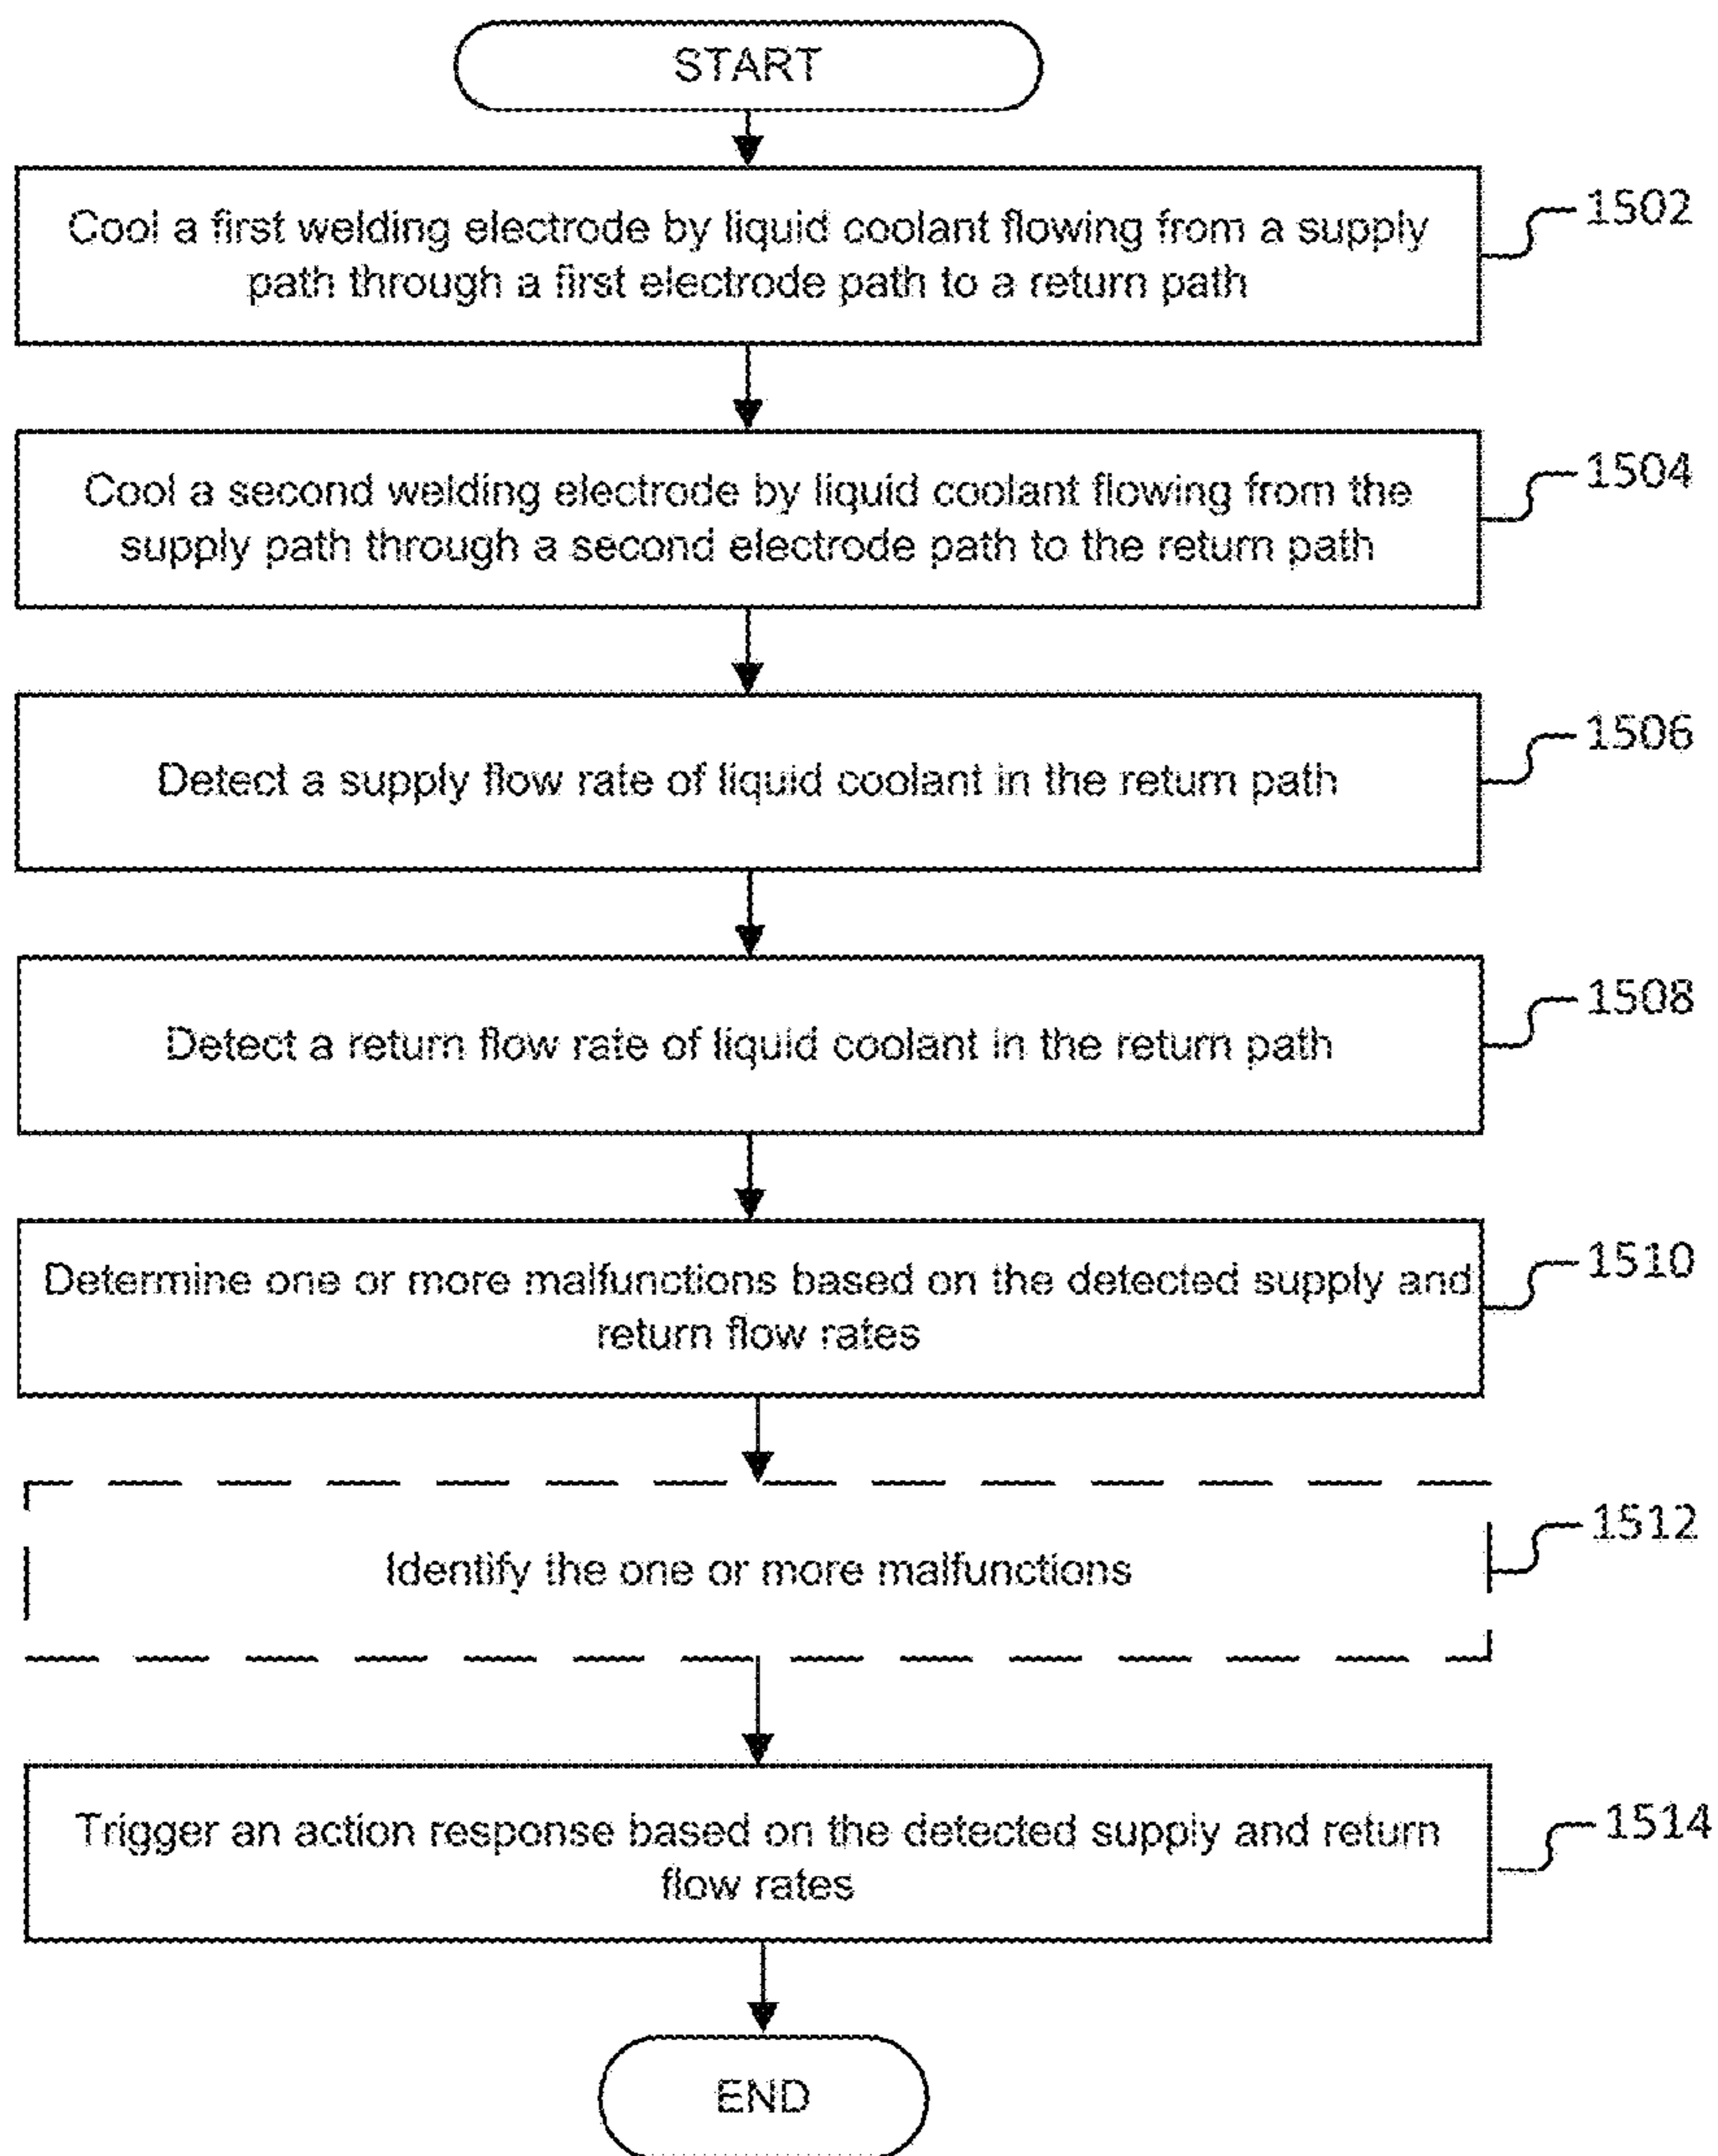 START
Cool a first welding electrode by liquid coolant flowing from a supply
path through a first electrode path to a return path
1502
Cool a second welding electrode by liquid coolant flowing from the
supply path through a second electrode path to the return path
1504
Detect a supply flow rate of liquid coolant in the return path
1506
Detect a return flow rate of liquid coolant in the return path
1508
Determine one or more malfunctions based on the detected supply and
return flow rates
1510
Identify the one or more malfunctions
1512
Trigger an action response based on the detected supply and return
flow rates
1514
END